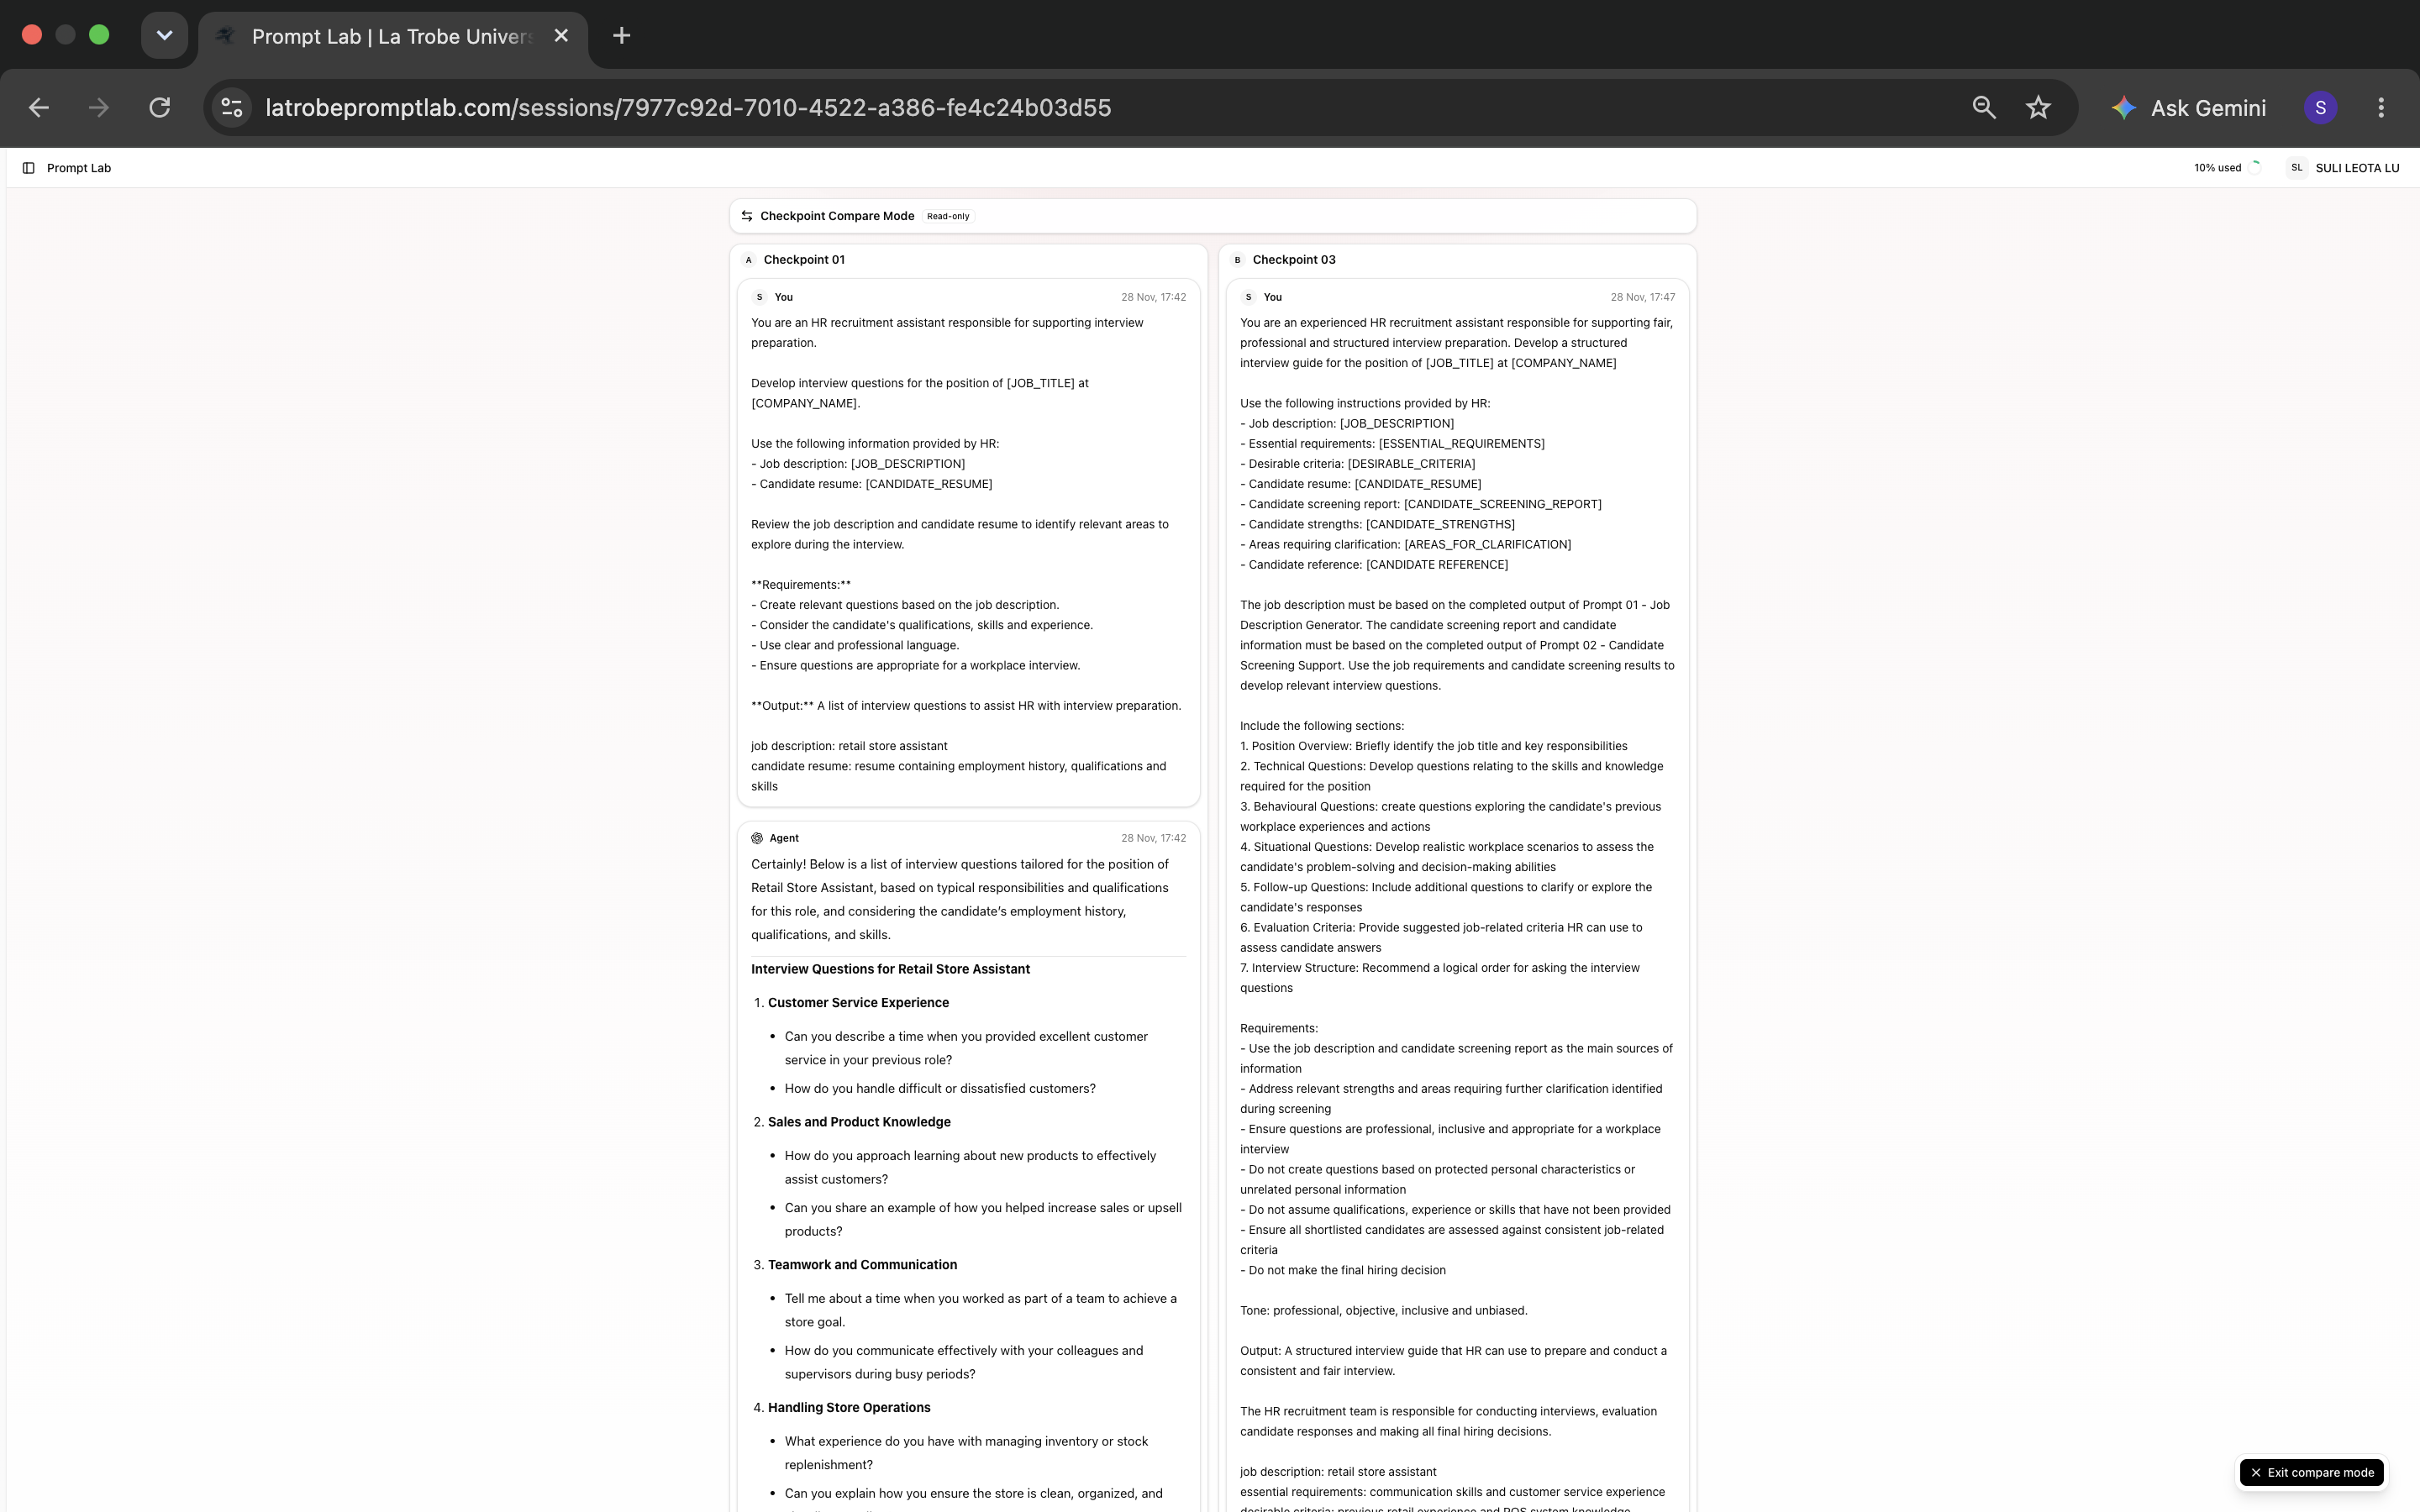 Prompt Lab | La Trobe Univers
latrobepromptlab.com/sessions/7977c92d-7010-4522-a386-fe4c24b03d55
Ask Gemini
S
Prompt Lab
10% used
SL
SULI LEOTA LU
Checkpoint Compare Mode
Read-only
A
Checkpoint 01
S
You
28 Nov, 17:42
You are an HR recruitment assistant responsible for supporting interview
preparation.
Develop interview questions for the position of [JOB_TITLE] at
[COMPANY_NAME].
Use the following information provided by HR:
- Job description: [JOB_DESCRIPTION]
- Candidate resume: [CANDIDATE_RESUME]
Review the job description and candidate resume to identify relevant areas to
explore during the interview.
**Requirements:**
- Create relevant questions based on the job description.
- Consider the candidate's qualifications, skills and experience.
- Use clear and professional language.
- Ensure questions are appropriate for a workplace interview.
**Output:** A list of interview questions to assist HR with interview preparation.
job description: retail store assistant
candidate resume: resume containing employment history, qualifications and
skills
Agent
28 Nov, 17:42
Certainly! Below is a list of interview questions tailored for the position of
Retail Store Assistant, based on typical responsibilities and qualifications
for this role, and considering the candidate’s employment history,
qualifications, and skills.
Interview Questions for Retail Store Assistant
1. Customer Service Experience
• Can you describe a time when you provided excellent customer
service in your previous role?
• How do you handle difficult or dissatisfied customers?
2. Sales and Product Knowledge
• How do you approach learning about new products to effectively
assist customers?
• Can you share an example of how you helped increase sales or upsell
products?
3. Teamwork and Communication
• Tell me about a time when you worked as part of a team to achieve a
store goal.
• How do you communicate effectively with your colleagues and
supervisors during busy periods?
4. Handling Store Operations
• What experience do you have with managing inventory or stock
replenishment?
• Can you explain how you ensure the store is clean, organized, and
B
Checkpoint 03
S
You
28 Nov, 17:47
You are an experienced HR recruitment assistant responsible for supporting fair,
professional and structured interview preparation. Develop a structured
interview guide for the position of [JOB_TITLE] at [COMPANY_NAME]
Use the following instructions provided by HR:
- Job description: [JOB_DESCRIPTION]
- Essential requirements: [ESSENTIAL_REQUIREMENTS]
- Desirable criteria: [DESIRABLE_CRITERIA]
- Candidate resume: [CANDIDATE_RESUME]
- Candidate screening report: [CANDIDATE_SCREENING_REPORT]
- Candidate strengths: [CANDIDATE_STRENGTHS]
- Areas requiring clarification: [AREAS_FOR_CLARIFICATION]
- Candidate reference: [CANDIDATE REFERENCE]
The job description must be based on the completed output of Prompt 01 - Job
Description Generator. The candidate screening report and candidate
information must be based on the completed output of Prompt 02 - Candidate
Screening Support. Use the job requirements and candidate screening results to
develop relevant interview questions.
Include the following sections:
1. Position Overview: Briefly identify the job title and key responsibilities
2. Technical Questions: Develop questions relating to the skills and knowledge
required for the position
3. Behavioural Questions: create questions exploring the candidate's previous
workplace experiences and actions
4. Situational Questions: Develop realistic workplace scenarios to assess the
candidate's problem-solving and decision-making abilities
5. Follow-up Questions: Include additional questions to clarify or explore the
candidate's responses
6. Evaluation Criteria: Provide suggested job-related criteria HR can use to
assess candidate answers
7. Interview Structure: Recommend a logical order for asking the interview
questions
Requirements:
- Use the job description and candidate screening report as the main sources of
information
- Address relevant strengths and areas requiring further clarification identified
during screening
- Ensure questions are professional, inclusive and appropriate for a workplace
interview
- Do not create questions based on protected personal characteristics or
unrelated personal information
- Do not assume qualifications, experience or skills that have not been provided
- Ensure all shortlisted candidates are assessed against consistent job-related
criteria
- Do not make the final hiring decision
Tone: professional, objective, inclusive and unbiased.
Output: A structured interview guide that HR can use to prepare and conduct a
consistent and fair interview.
The HR recruitment team is responsible for conducting interviews, evaluation
candidate responses and making all final hiring decisions.
job description: retail store assistant
essential requirements: communication skills and customer service experience
desirable criteria: previous retail experience and POS system knowledge
Exit compare mode